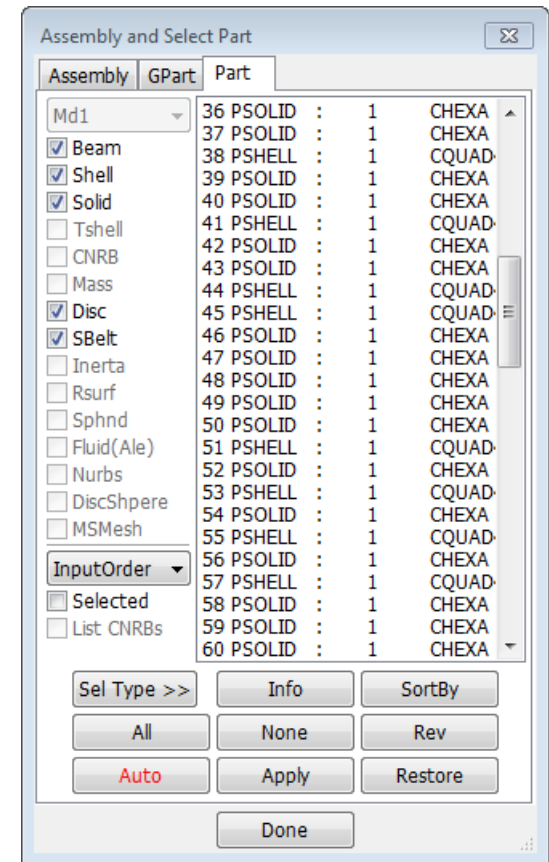 Assembly and Select Part
Assembly GPart Part
Md1
Beam
Shell
Solid
Tshell
CNRB
Mass
Disc
SBelt
Inerta
Rsurf
Sphnd
Fluid(Ale)
Nurbs
DiscShpere
MSMesh
InputOrder
Selected
List CNRBs
36 PSOLID : 1 CHEXA
37 PSOLID : 1 CHEXA
38 PSHELL : 1 CQUAD
39 PSOLID : 1 CHEXA
40 PSOLID : 1 CHEXA
41 PSHELL : 1 CQUAD
42 PSOLID : 1 CHEXA
43 PSOLID : 1 CHEXA
44 PSHELL : 1 CQUAD
45 PSHELL : 1 CQUAD
46 PSOLID : 1 CHEXA
47 PSOLID : 1 CHEXA
48 PSOLID : 1 CHEXA
49 PSOLID : 1 CHEXA
50 PSOLID : 1 CHEXA
51 PSHELL : 1 CQUAD
52 PSOLID : 1 CHEXA
53 PSHELL : 1 CQUAD
54 PSOLID : 1 CHEXA
55 PSHELL : 1 CQUAD
56 PSOLID : 1 CHEXA
57 PSHELL : 1 CQUAD
58 PSOLID : 1 CHEXA
59 PSOLID : 1 CHEXA
60 PSOLID : 1 CHEXA
Sel Type >> Info SortBy
All None Rev
Auto Apply Restore
Done